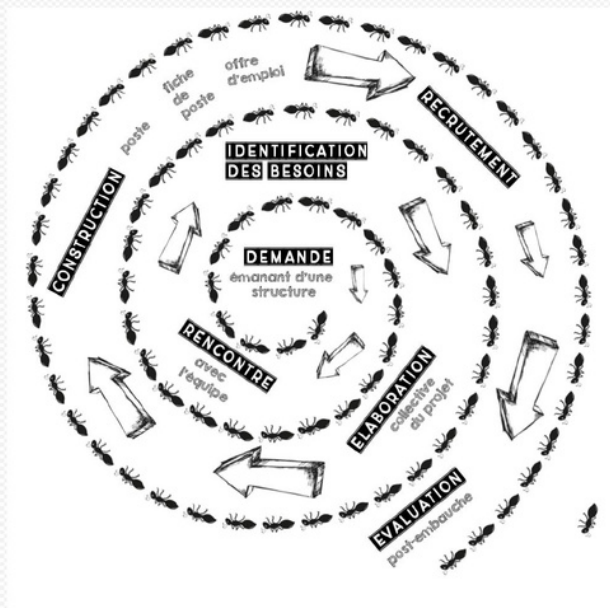 DEMANDE
émanant d'une
structure
RENCONTRE
avec
l'équipe
IDENTIFICATION
DES BESOINS
ELABORATION
collective
du projet
CONSTRUCTION
poste
fiche
de
poste
offre
d'emploi
RECRUTEMENT
EVALUATION
post-embauche